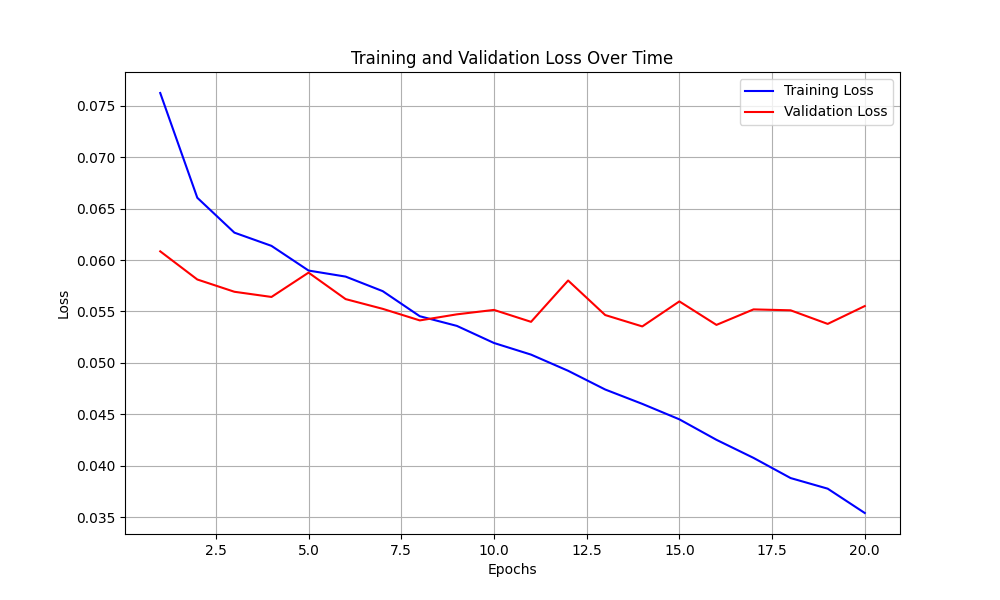 Training and Validation Loss Over Time
Training Loss
Validation Loss
0.075
0.070
0.065
0.060
0.055
0.050
0.045
0.040
0.035
Loss
2.5 5.0 7.5 10.0 12.5 15.0 17.5 20.0
Epochs